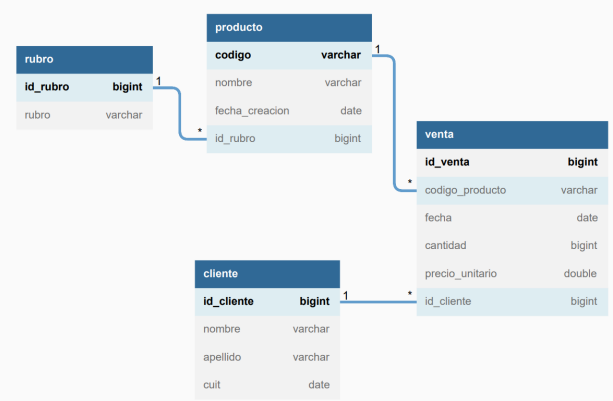 producto
codigo varchar
nombre varchar
fecha_creacion date
id_rubro bigint
rubro
id_rubro bigint
rubro varchar
1
*
1
*
venta
id_venta bigint
codigo_producto varchar
fecha date
cantidad bigint
precio_unitario double
id_cliente bigint
cliente
id_cliente bigint
nombre varchar
apellido varchar
cuit date
1
*